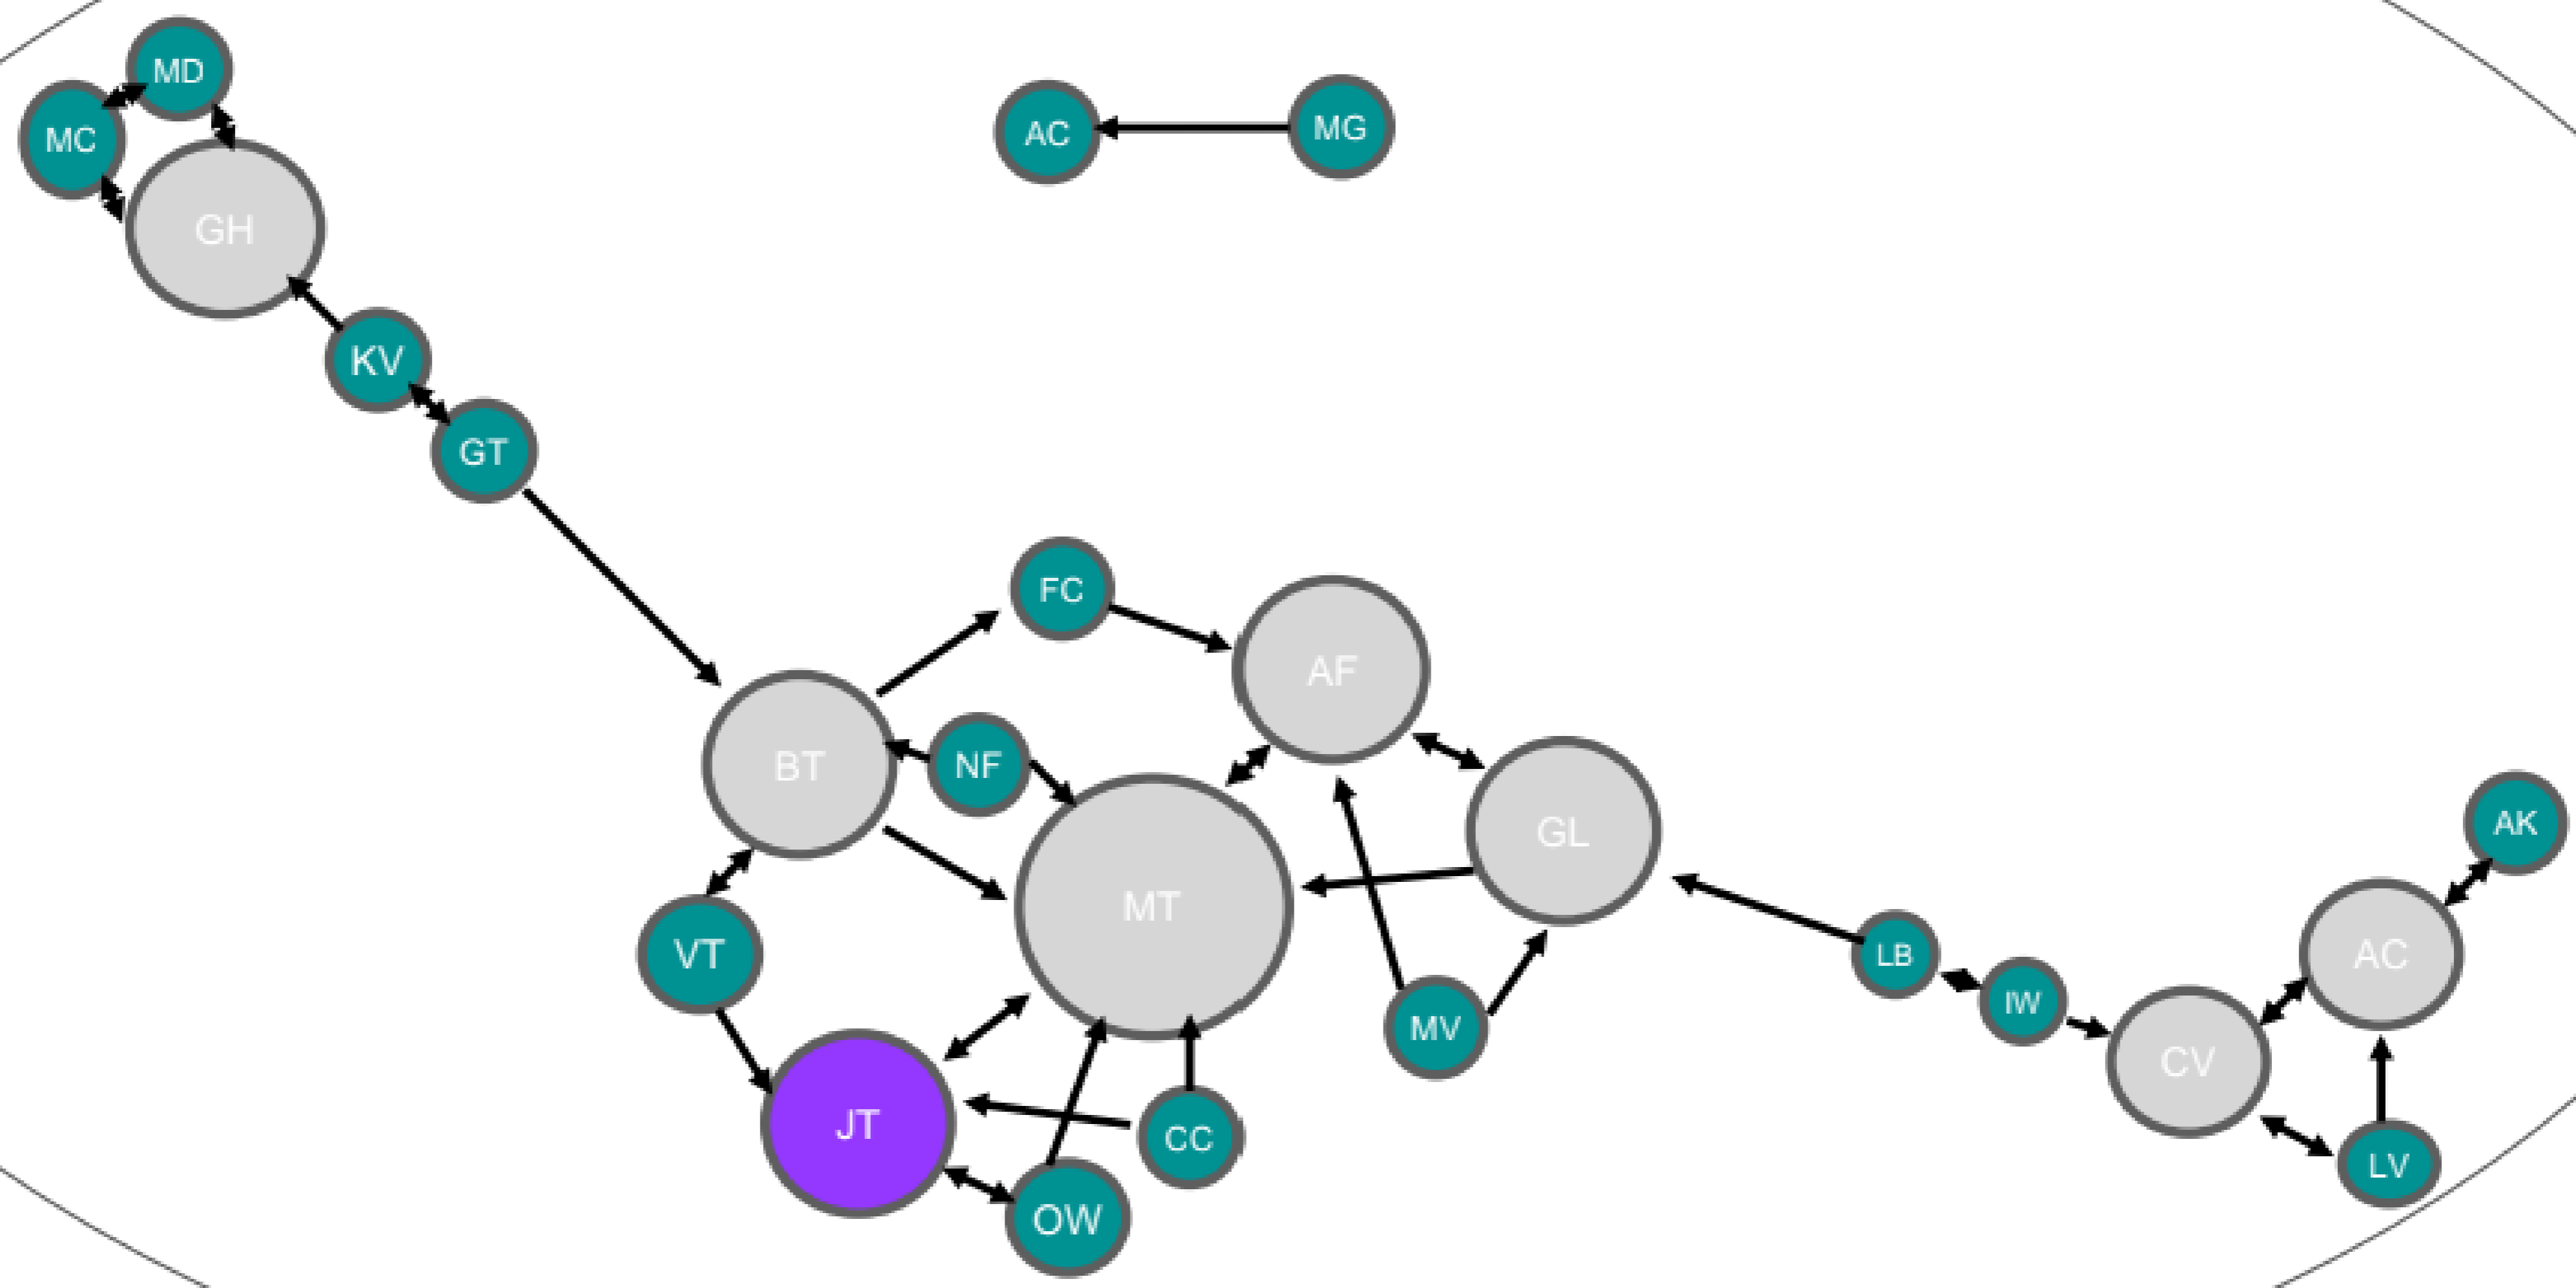 MD
MC
AC
MG
GH
KV
GT
FC
AF
BT
NF
GL
AK
MT
VT
LB
AC
IW
MV
CV
JT
CC
LV
OW